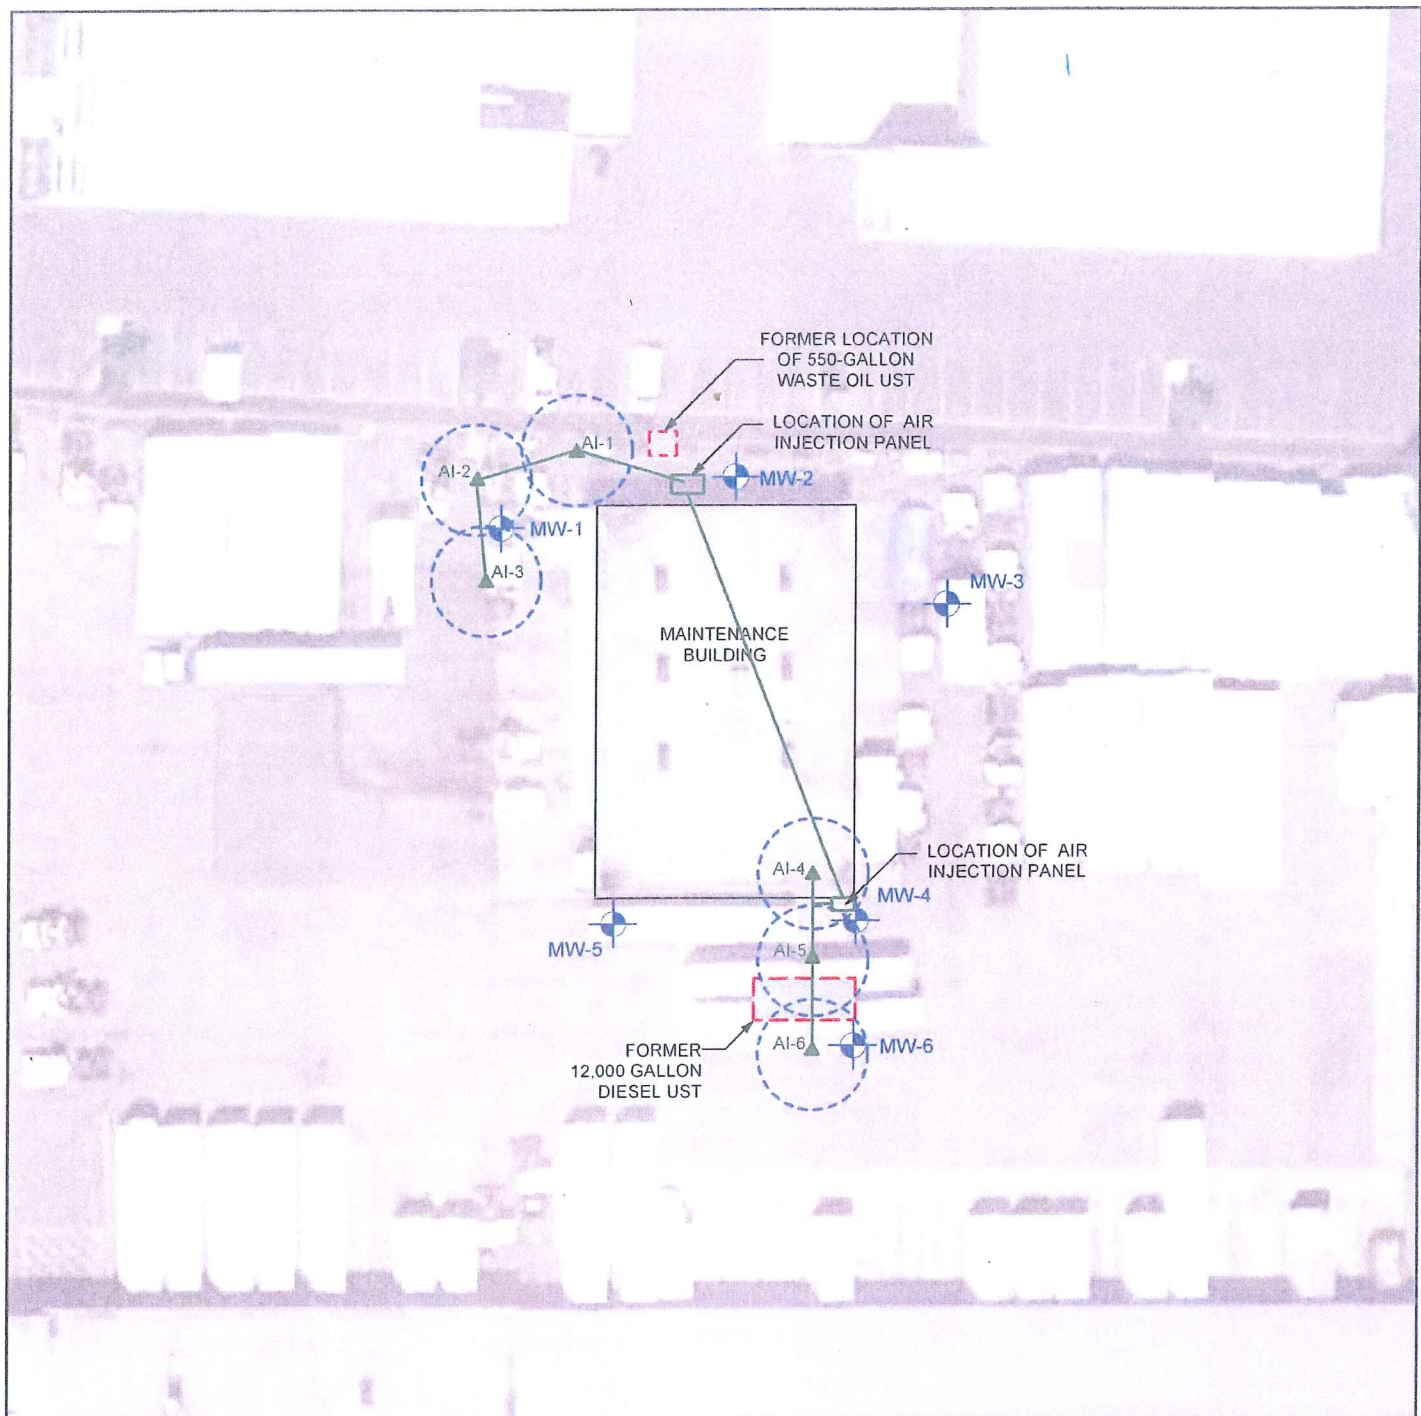 FORMER LOCATION
OF 550-GALLON
WASTE OIL UST
LOCATION OF AIR
INJECTION PANEL
AI-1
AI-2
MW-2
MW-1
AI-3
MW-3
MAINTENANCE
BUILDING
LOCATION OF AIR
INJECTION PANEL
AI-4
MW-4
MW-5
AI-5
AI-6
MW-6
FORMER
12,000 GALLON
DIESEL UST